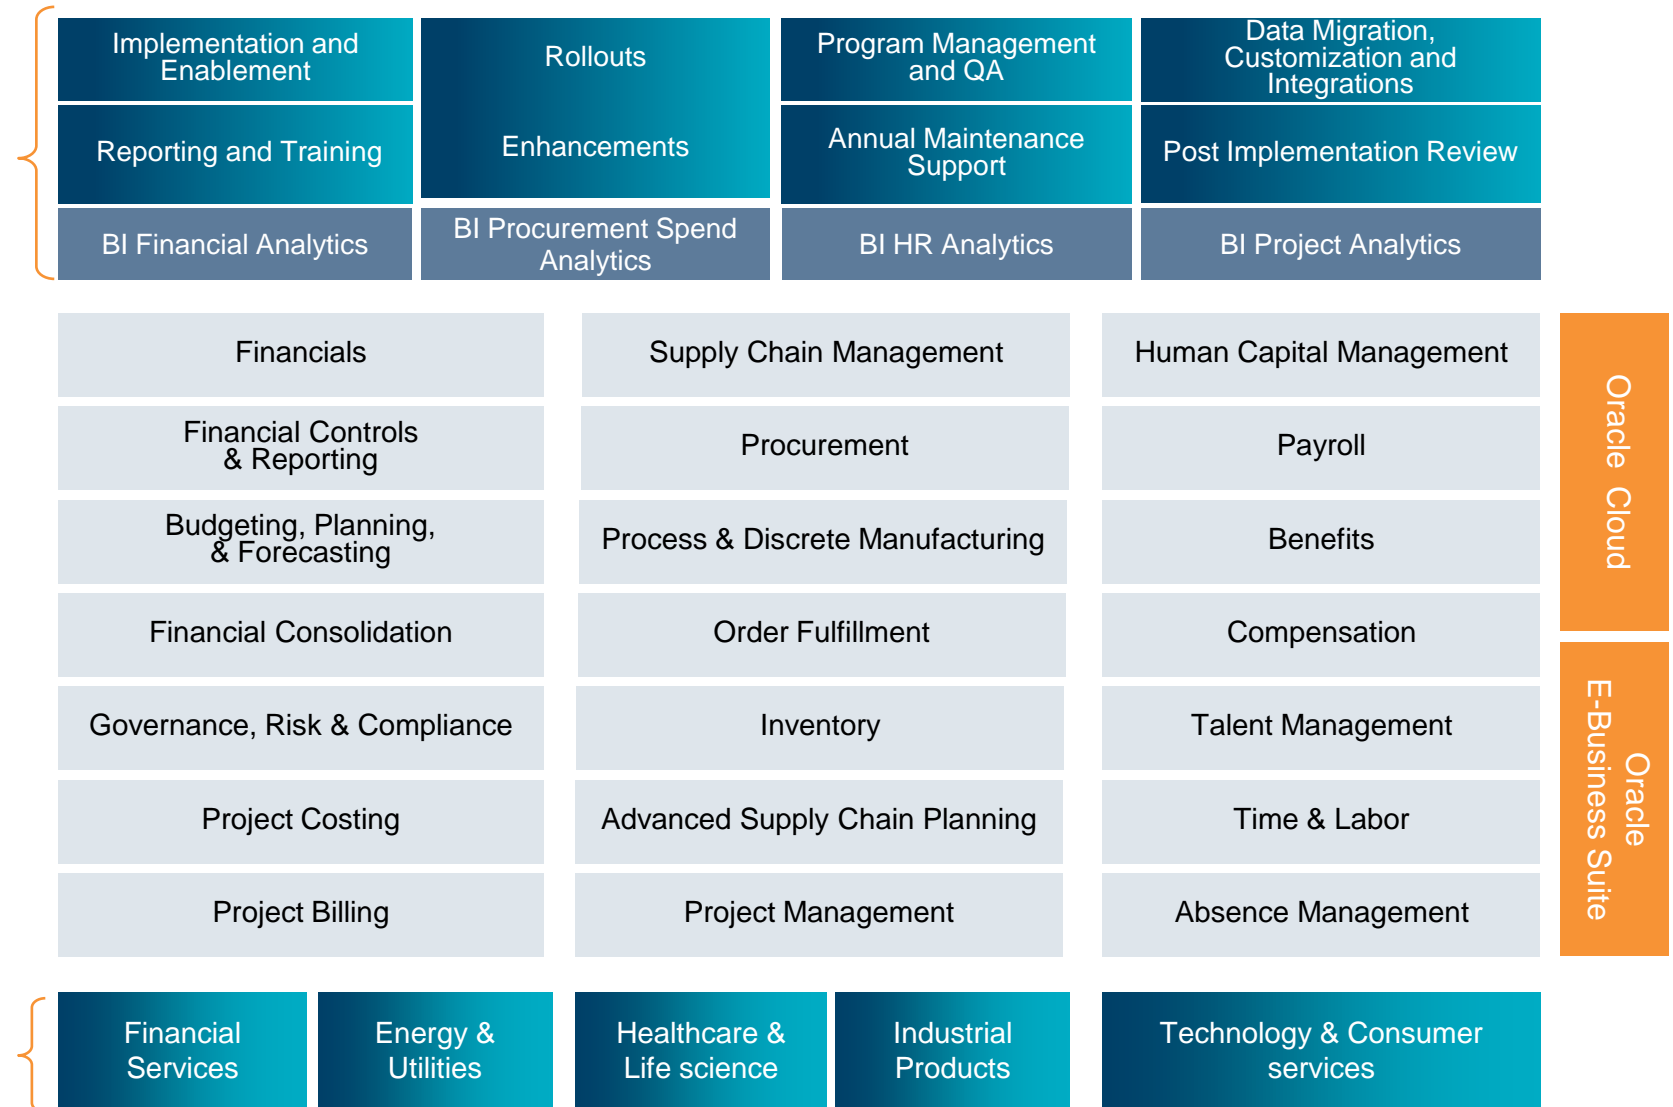 Implementation and
Enablement
Rollouts
Program Management
and QA
Data Migration,
Customization and
Integrations
Reporting and Training
Enhancements
Annual Maintenance
Support
Post Implementation Review
BI Financial Analytics
BI Procurement Spend
Analytics
BI HR Analytics
BI Project Analytics
Financials
Supply Chain Management
Human Capital Management
Financial Controls
& Reporting
Procurement
Payroll
Budgeting, Planning,
& Forecasting
Process & Discrete Manufacturing
Benefits
Financial Consolidation
Order Fulfillment
Compensation
Governance, Risk & Compliance
Inventory
Talent Management
Project Costing
Advanced Supply Chain Planning
Time & Labor
Project Billing
Project Management
Absence Management
Oracle Cloud
Oracle
E-Business Suite
Financial
Services
Energy &
Utilities
Healthcare &
Life science
Industrial
Products
Technology & Consumer
services